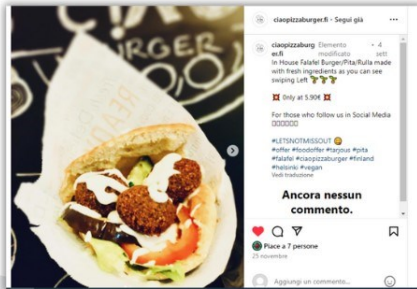 BURGER
ciaopizzaburger.fi • Segui già
ciaopizzaburg Elemento • 4
er.fi modificato sett
In House Falafel Burger/Pita/Rulla made
with fresh ingredients as you can see
swiping Left
Only at 5.90€
For those who follow us in Social Media
#LETSNOTMISSOUT
#offer #foodoffer #tarjous #pita
#falafel #ciaopizzaburger #finland
#helsinki #vegan
Vedi traduzione
Ancora nessun
commento.
Piace a 7 persone
25 novembre
Aggiungi un commento...